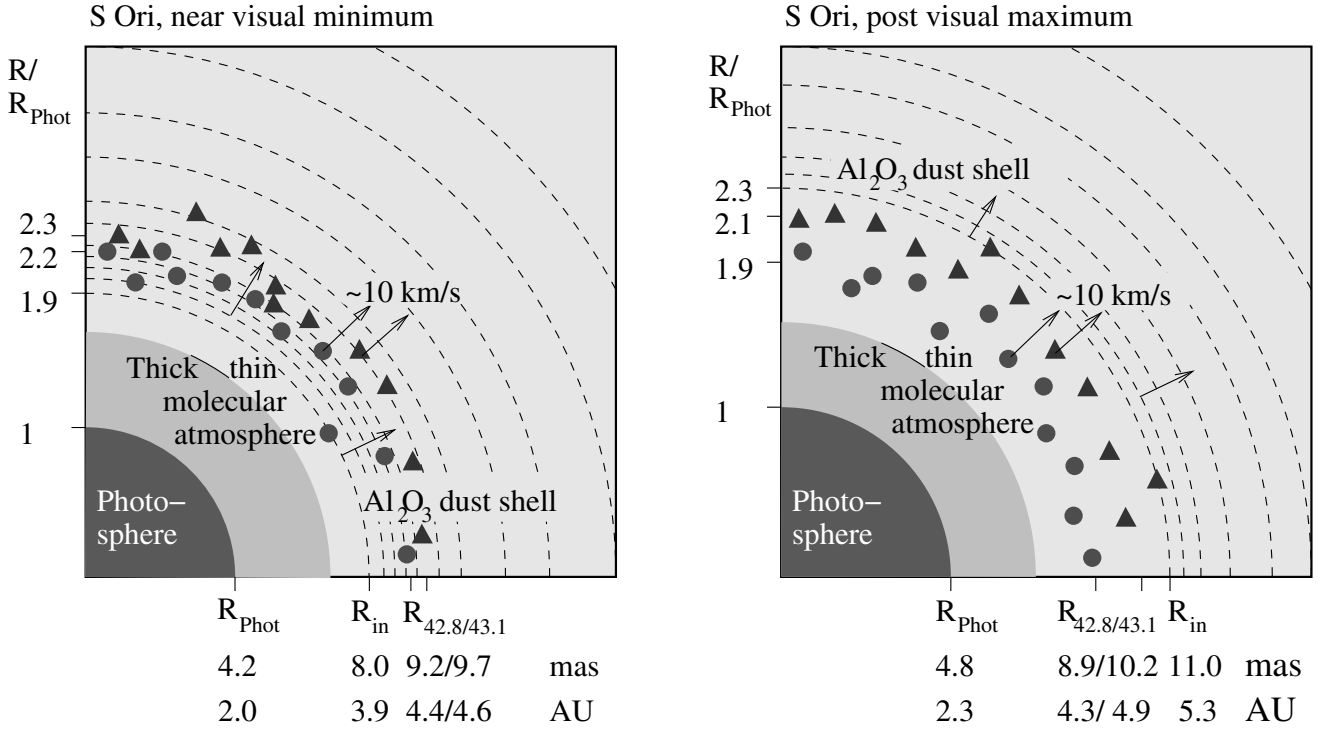 S Ori, near visual minimum
R/
R_Phot
2.3
2.2
1.9
1
~10 km/s
Thick thin
molecular
atmosphere
Al2O3 dust shell
Photo−
sphere
R_Phot R_in R_42.8/43.1
4.2 8.0 9.2/9.7 mas
2.0 3.9 4.4/4.6 AU
S Ori, post visual maximum
R/
R_Phot
Al2O3 dust shell
2.3
2.1
1.9
1
~10 km/s
Thick thin
molecular
atmosphere
Photo−
sphere
R_Phot R_42.8/43.1 R_in
4.8 8.9/10.2 11.0 mas
2.3 4.3/ 4.9 5.3 AU